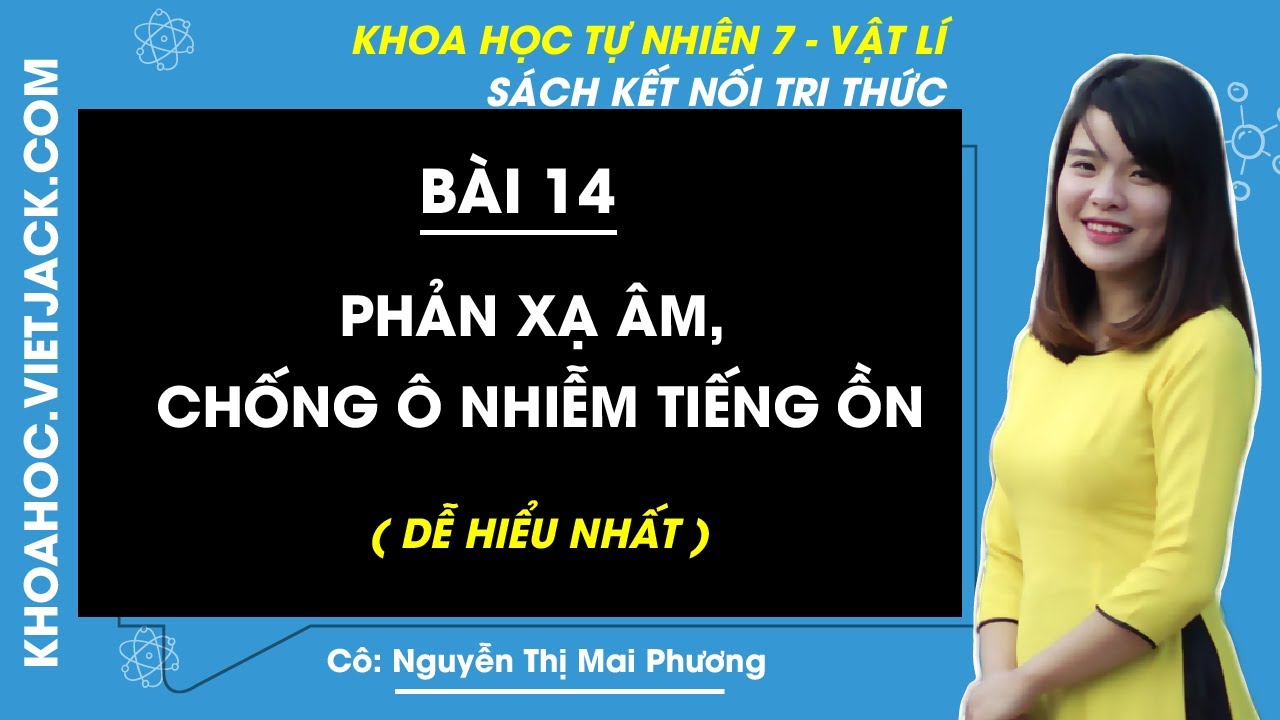 KHOA HỌC TỰ NHIÊN 7 - VẬT LÍ
SÁCH KẾT NỐI TRI THỨC
KHOAHOC.VIETJACK.COM
BÀI 14
PHẢN XẠ ÂM,
CHỐNG Ô NHIỄM TIẾNG ỒN
( DỄ HIỂU NHẤT )
Cô: Nguyễn Thị Mai Phương